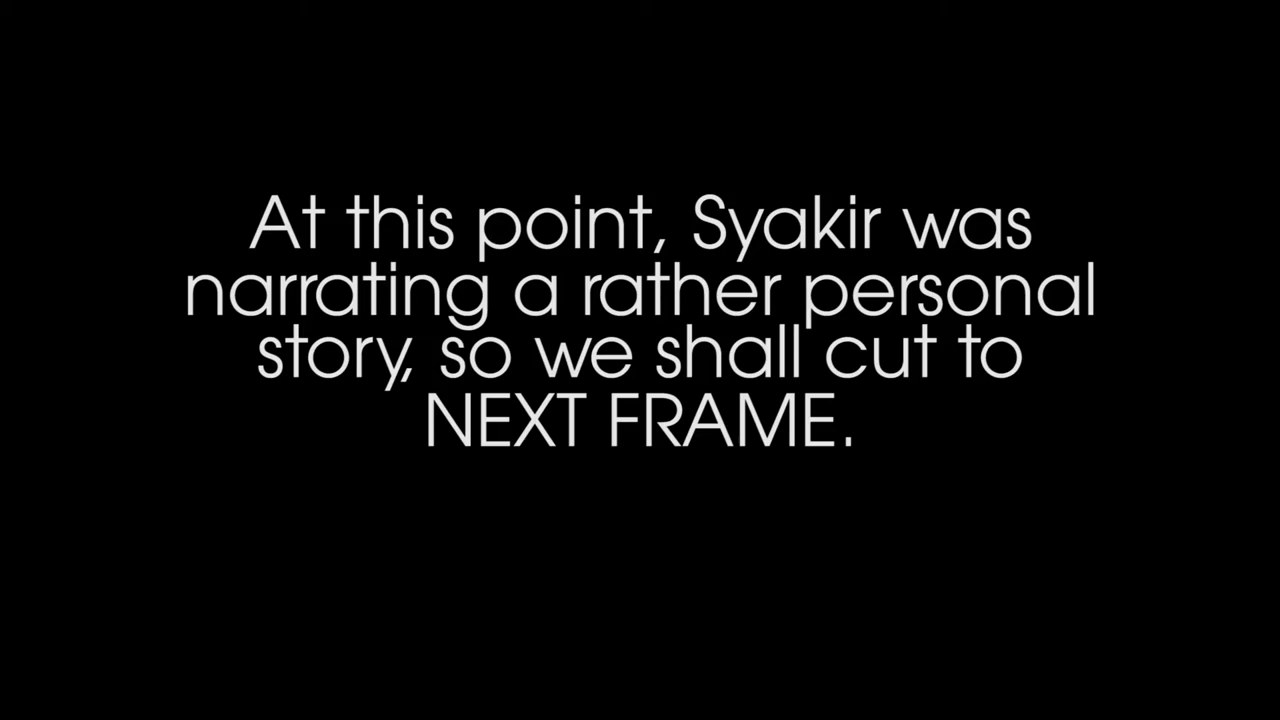 At this point, Syakir was
narrating a rather personal
story, so we shall cut to
NEXT FRAME.